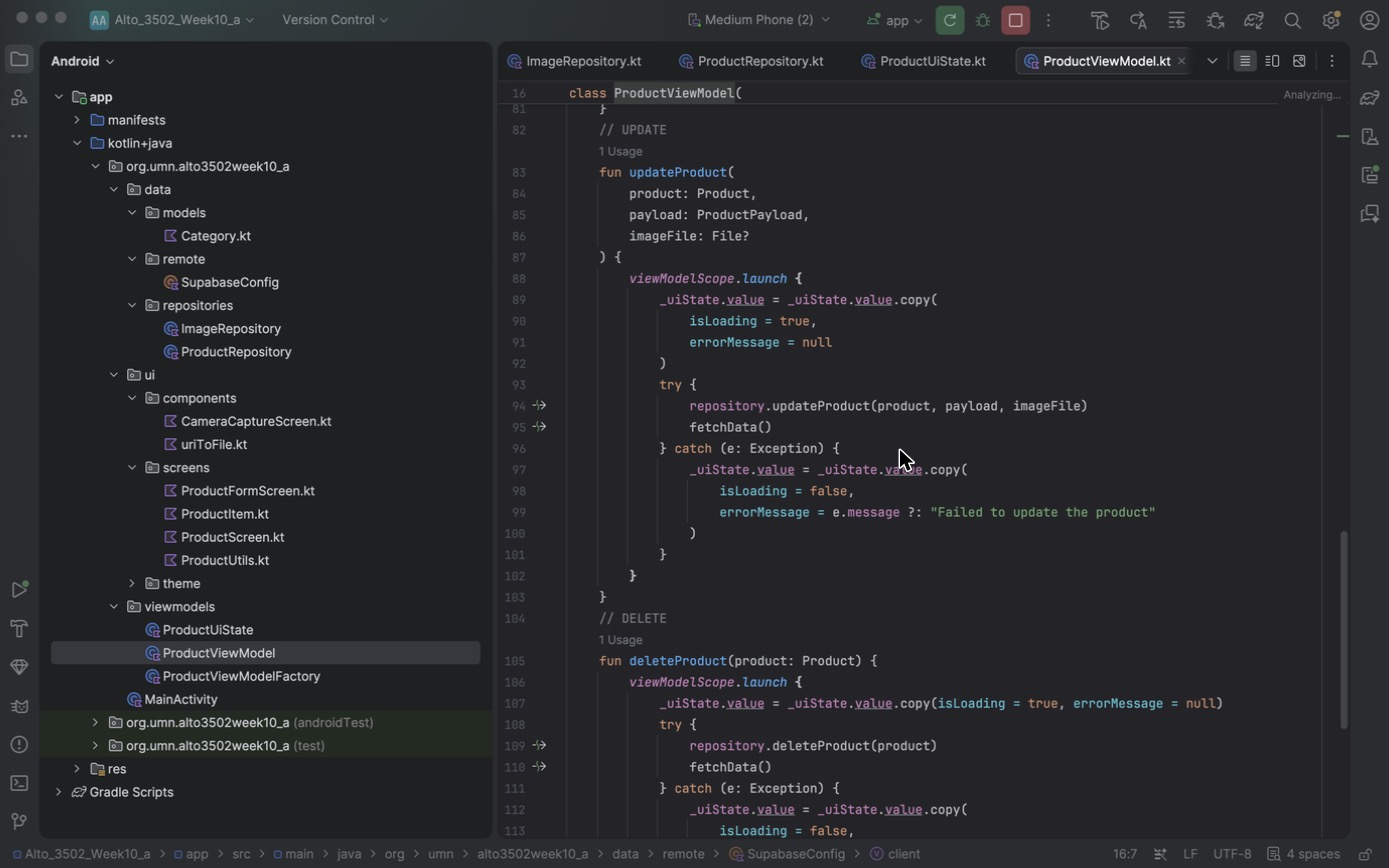 AA Alto_3502_Week10_a Version Control Medium Phone (2) app
Android
app
manifests
kotlin+java
org.umn.alto3502week10_a
data
models
Category.kt
remote
SupabaseConfig
repositories
ImageRepository
ProductRepository
ui
components
CameraCaptureScreen.kt
uriToFile.kt
screens
ProductFormScreen.kt
ProductItem.kt
ProductScreen.kt
ProductUtils.kt
theme
viewmodels
ProductUiState
ProductViewModel
ProductViewModelFactory
MainActivity
org.umn.alto3502week10_a (androidTest)
org.umn.alto3502week10_a (test)
res
Gradle Scripts
ImageRepository.kt ProductRepository.kt ProductUiState.kt ProductViewModel.kt
16 class ProductViewModel( Analyzing...
81 }
82 // UPDATE
1 Usage
83 fun updateProduct(
84 product: Product,
85 payload: ProductPayload,
86 imageFile: File?
87 ) {
88 viewModelScope.launch {
89 _uiState.value = _uiState.value.copy(
90 isLoading = true,
91 errorMessage = null
92 )
93 try {
94 repository.updateProduct(product, payload, imageFile)
95 fetchData()
96 } catch (e: Exception) {
97 _uiState.value = _uiState.value.copy(
98 isLoading = false,
99 errorMessage = e.message ?: "Failed to update the product"
100 )
101 }
102 }
103 }
104 // DELETE
1 Usage
105 fun deleteProduct(product: Product) {
106 viewModelScope.launch {
107 _uiState.value = _uiState.value.copy(isLoading = true, errorMessage = null)
108 try {
109 repository.deleteProduct(product)
110 fetchData()
111 } catch (e: Exception) {
112 _uiState.value = _uiState.value.copy(
113 isLoading = false,
Alto_3502_Week10_a > app > src > main > java > org > umn > alto3502week10_a > data > remote > SupabaseConfig > client 16:7 LF UTF-8 4 spaces